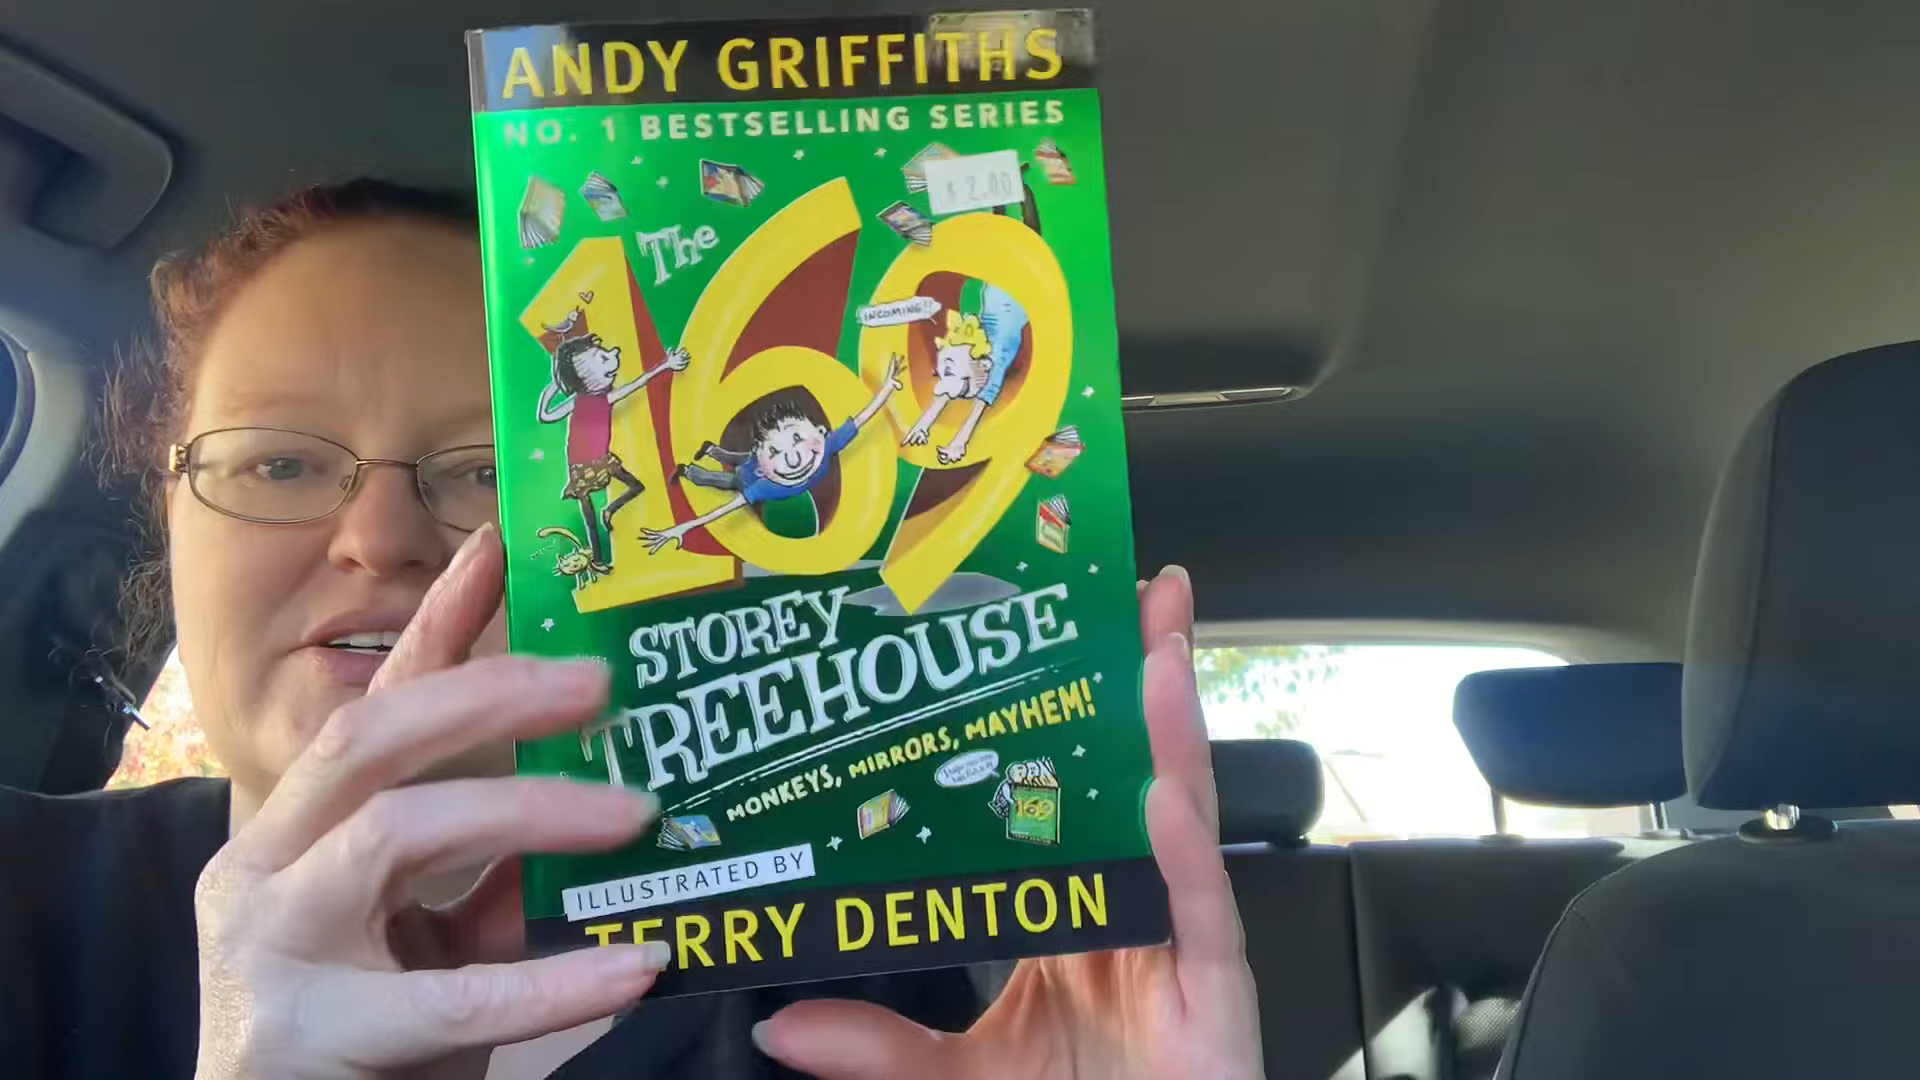 ANDY GRIFFITHS
NO. 1 BESTSELLING SERIES
$2.00
The
169
INCOMING!!
STOREY
TREEHOUSE
MONKEYS, MIRRORS, MAYHEM!
169
ILLUSTRATED BY
TERRY DENTON